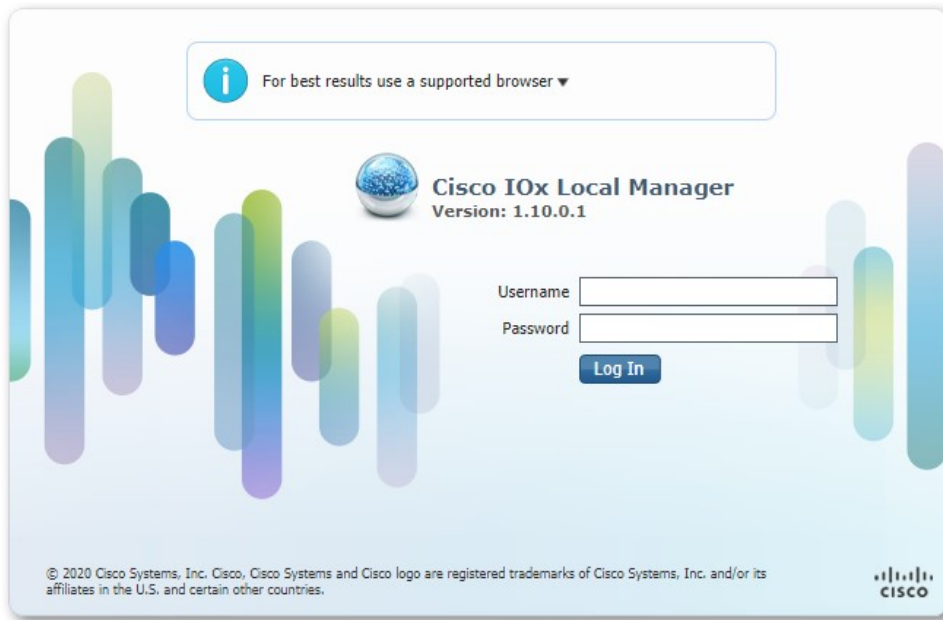 For best results use a supported browser ▾
Cisco IOx Local Manager
Version: 1.10.0.1
Username
Password
Log In
© 2020 Cisco Systems, Inc. Cisco, Cisco Systems and Cisco logo are registered trademarks of Cisco Systems, Inc. and/or its
affiliates in the U.S. and certain other countries.
CISCO